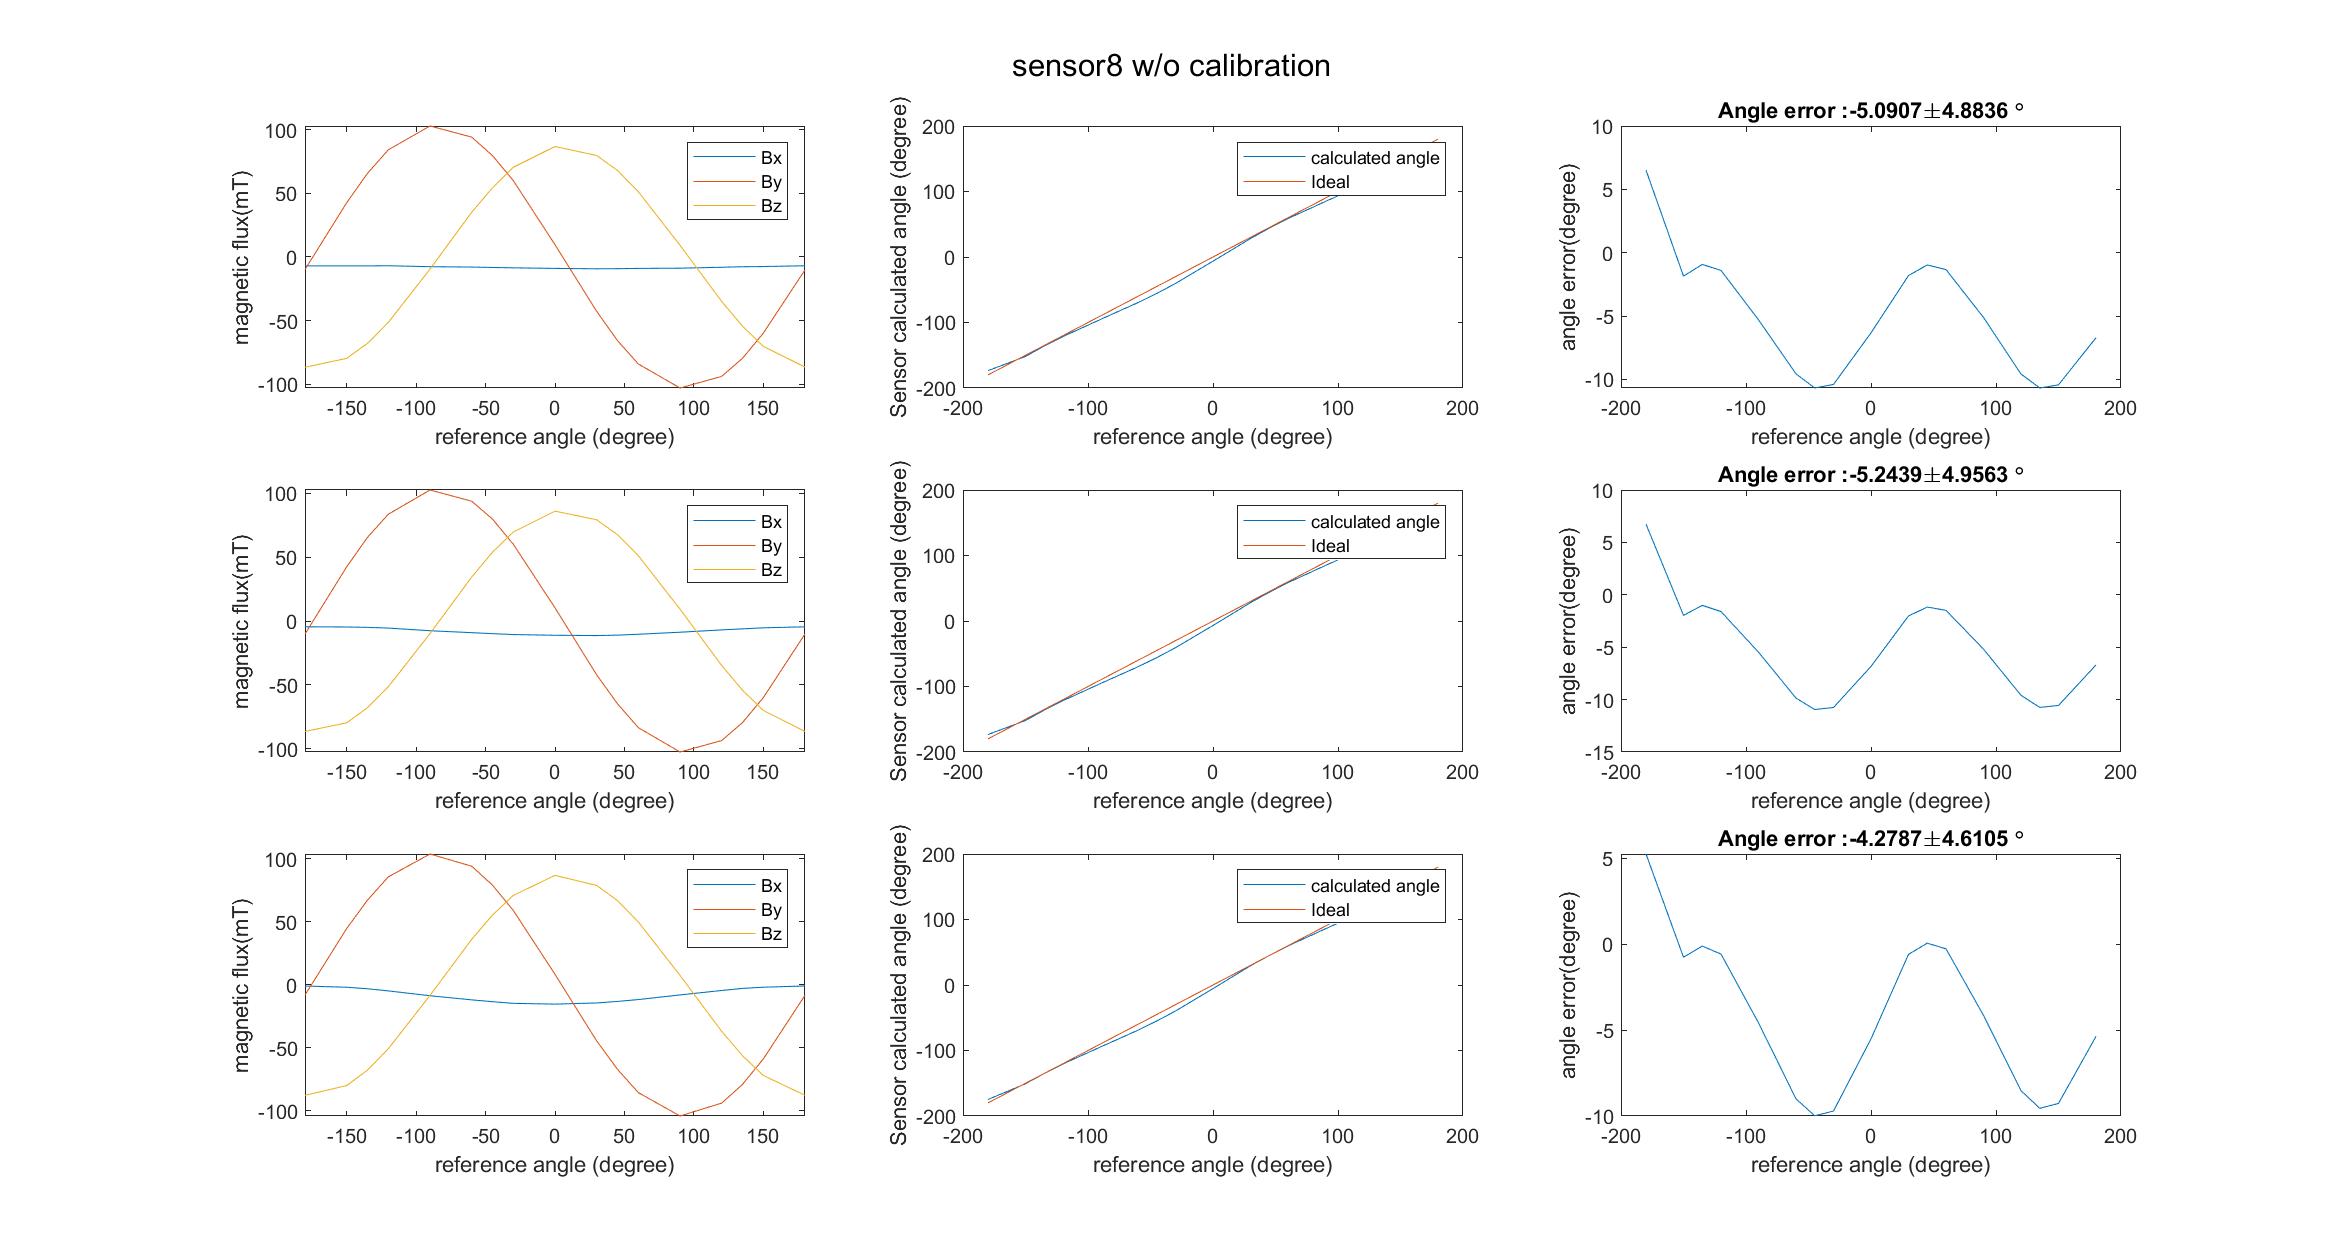 sensor8 w/o calibration
100
50
0
-50
-100
-150 -100 -50 0 50 100 150
magnetic flux(mT)
reference angle (degree)
Bx
By
Bz
200
100
0
-100
-200
-200 -100 0 100 200
Sensor calculated angle (degree)
reference angle (degree)
calculated angle
Ideal
Angle error :-5.0907±4.8836 °
10
5
0
-5
-10
-200 -100 0 100 200
angle error(degree)
reference angle (degree)
100
50
0
-50
-100
-150 -100 -50 0 50 100 150
magnetic flux(mT)
reference angle (degree)
Bx
By
Bz
200
100
0
-100
-200
-200 -100 0 100 200
Sensor calculated angle (degree)
reference angle (degree)
calculated angle
Ideal
Angle error :-5.2439±4.9563 °
10
5
0
-5
-10
-15
-200 -100 0 100 200
angle error(degree)
reference angle (degree)
100
50
0
-50
-100
-150 -100 -50 0 50 100 150
magnetic flux(mT)
reference angle (degree)
Bx
By
Bz
200
100
0
-100
-200
-200 -100 0 100 200
Sensor calculated angle (degree)
reference angle (degree)
calculated angle
Ideal
Angle error :-4.2787±4.6105 °
5
0
-5
-10
-200 -100 0 100 200
angle error(degree)
reference angle (degree)